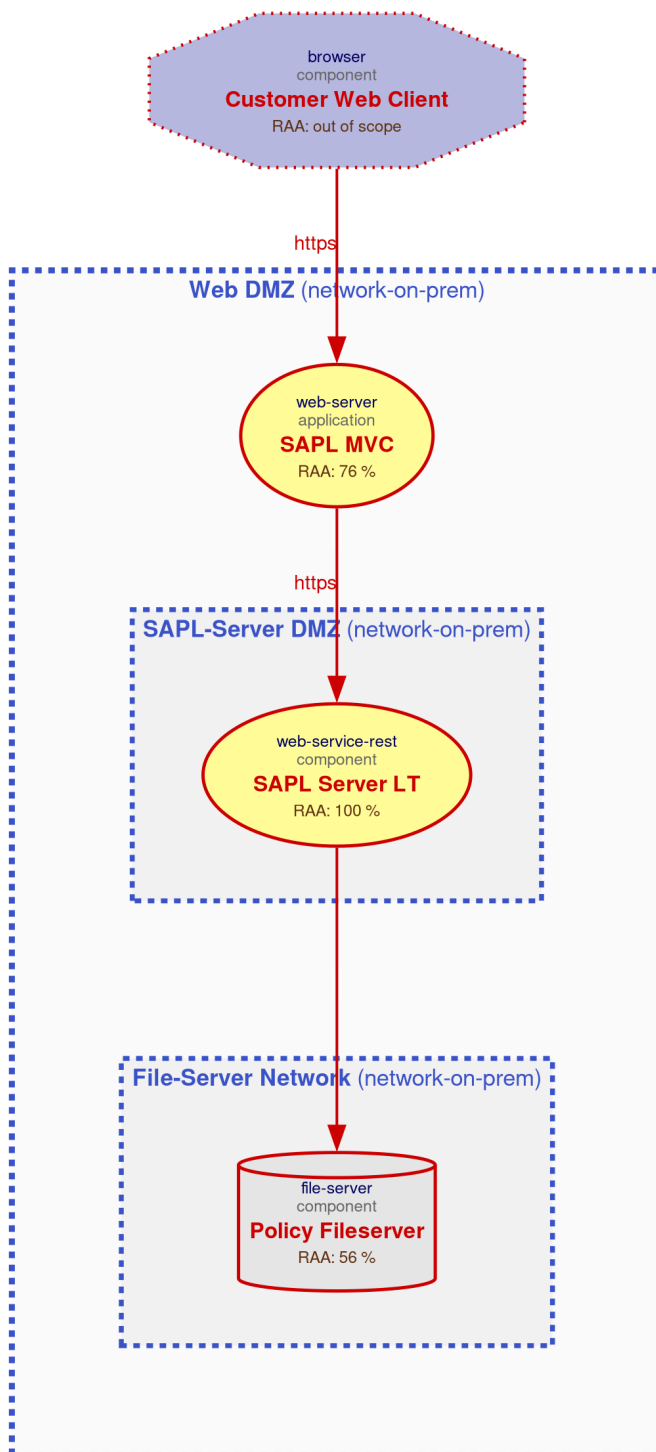 browser
component
Customer Web Client
RAA: out of scope
https
Web DMZ (network-on-prem)
web-server
application
SAPL MVC
RAA: 76 %
https
SAPL-Server DMZ (network-on-prem)
web-service-rest
component
SAPL Server LT
RAA: 100 %
File-Server Network (network-on-prem)
file-server
component
Policy Fileserver
RAA: 56 %